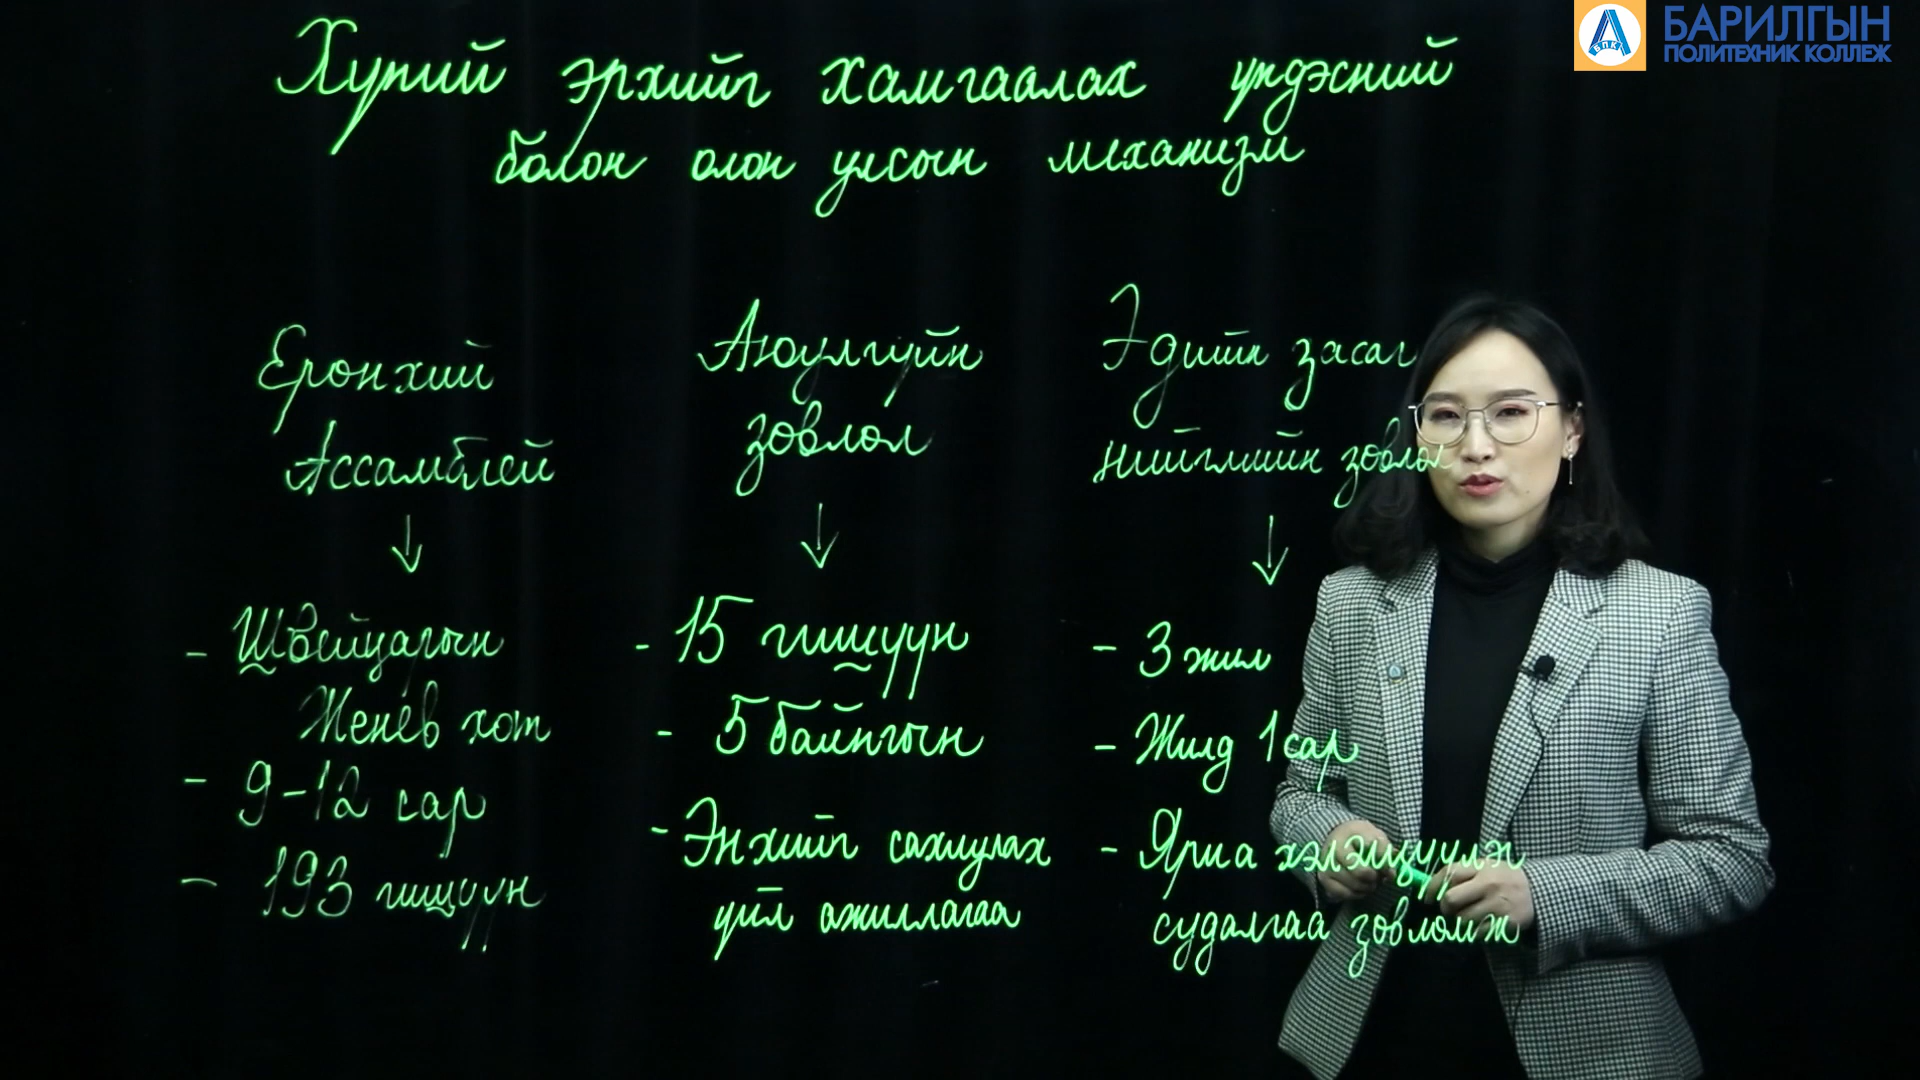 БАРИЛГЫН
ПОЛИТЕХНИК КОЛЛЕЖ
БПК
Хүний эрхийг хамгаалах үндэсний
болон олон улсын механизм
Ерөнхий
Ассамблей
↓
- Швейцарын
Женев хот
- 9-12 сар
- 193 гишүүн
Аюулгүйн
зөвлөл
↓
- 15 гишүүн
- 5 байнгын
- Энхийг сахиулах
үйл ажиллагаа
Эдийн засаг
нийгмийн зөвлөл
↓
- 3 жил
- Жилд 1 сар
- Яриа хэлэлцүүлэг
судалгаа зөвлөмж